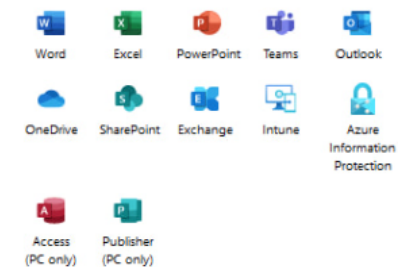 Word Excel PowerPoint Teams Outlook
OneDrive SharePoint Exchange Intune Azure
Information
Protection
Access Publisher
(PC only) (PC only)